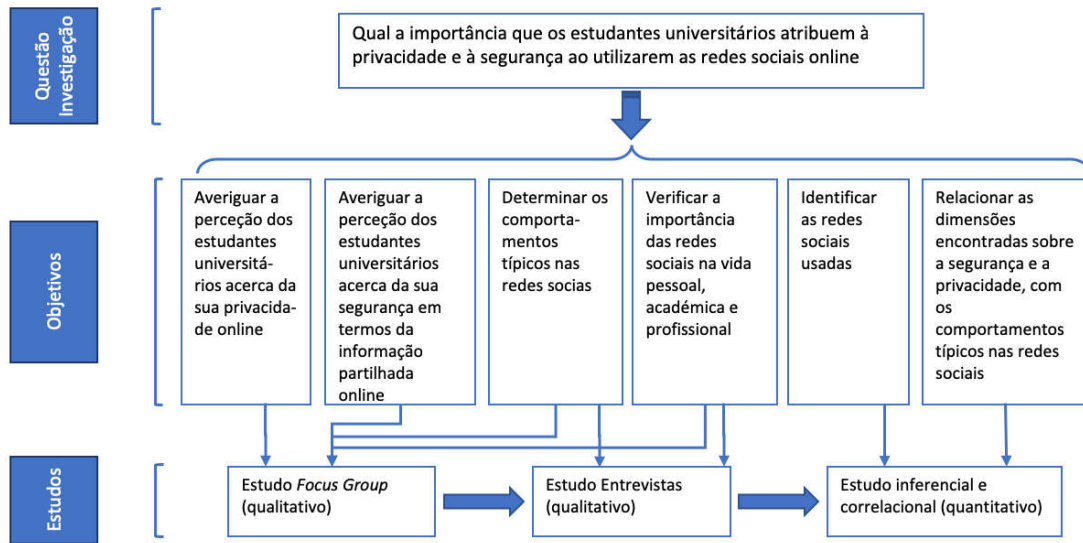 Questão
Investigação
Qual a importância que os estudantes universitários atribuem à
privacidade e à segurança ao utilizarem as redes sociais online
Objetivos
Averiguar a
perceção dos
estudantes
universitá-
rios acerca da
sua privacida-
de online
Averiguar a
perceção dos
estudantes
universitários
acerca da sua
segurança em
termos da
informação
partilhada
online
Determinar os
comporta-
mentos
típicos nas
redes socias
Verificar a
importância
das redes
sociais na vida
pessoal,
académica e
profissional
Identificar
as redes
sociais
usadas
Relacionar as
dimensões
encontradas sobre
a segurança e a
privacidade, com
os
comportamentos
típicos nas redes
sociais
Estudos
Estudo Focus Group
(qualitativo)
Estudo Entrevistas
(qualitativo)
Estudo inferencial e
correlacional (quantitativo)